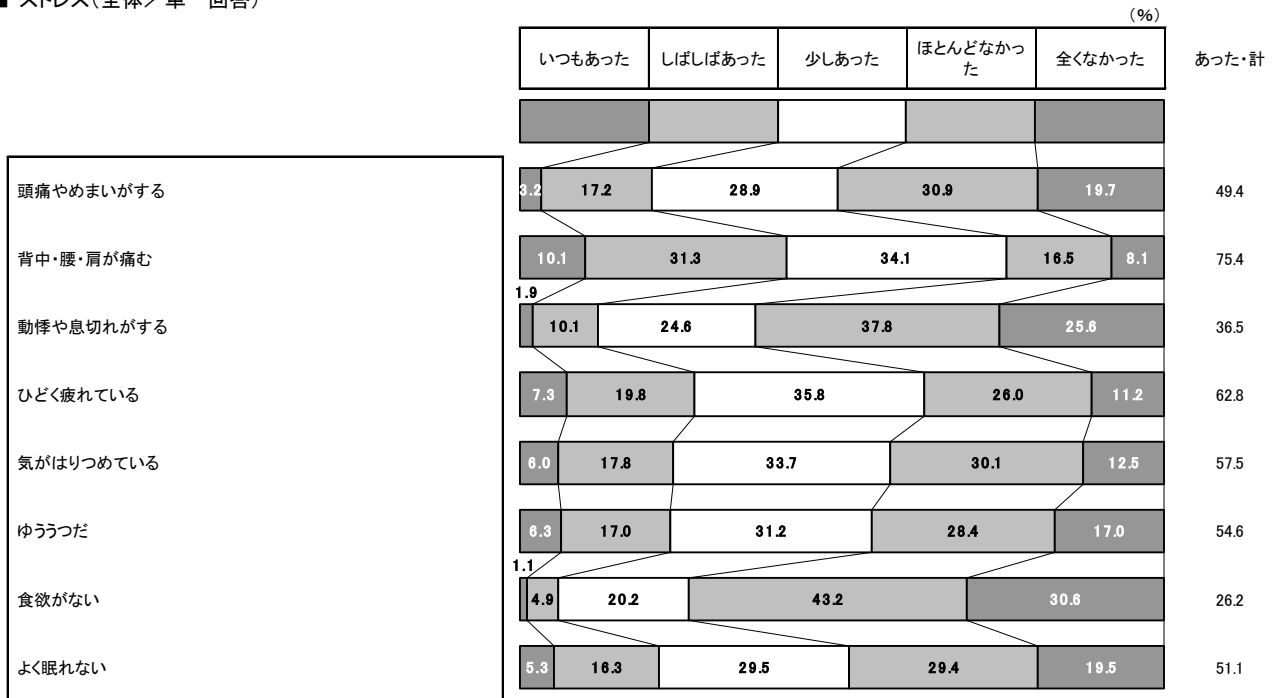 ストレス（全体／単一回答）
（％）
いつもあった しばしばあった 少しあった ほとんどなかっ 全くなかった あった・計
た
頭痛やめまいがする 3.2 17.2 28.9 30.9 19.7 49.4
背中・腰・肩が痛む 10.1 31.3 34.1 16.5 8.1 75.4
1.9
動悸や息切れがする 10.1 24.6 37.8 25.6 36.5
ひどく疲れている 7.3 19.8 35.8 26.0 11.2 62.8
気がはりつめている 6.0 17.8 33.7 30.1 12.5 57.5
ゆううつだ 6.3 17.0 31.2 28.4 17.0 54.6
1.1
食欲がない 4.9 20.2 43.2 30.6 26.2
よく眠れない 5.3 16.3 29.5 29.4 19.5 51.1